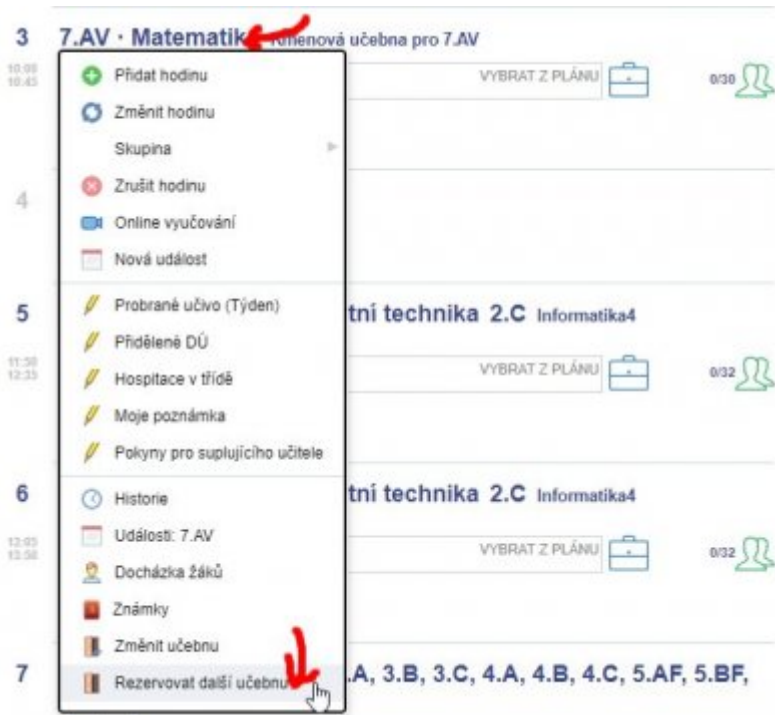 3 7.AV · Matematik Kmenová učebna pro 7.AV
10:00
10:45
VYBRAT Z PLÁNU
0/30
Přidat hodinu
Změnit hodinu
Skupina
4
Zrušit hodinu
Online vyučování
Nová událost
Probrané učivo (Týden)
5 tní technika 2.C Informatika4
Přidělené DÚ
11:50
12:35
VYBRAT Z PLÁNU
0/32
Hospitace v třídě
Moje poznámka
Pokyny pro suplujícího učitele
6 tní technika 2.C Informatika4
Historie
Události: 7.AV
VYBRAT Z PLÁNU
0/32
Docházka žáků
Známky
Změnit učebnu
7 .A, 3.B, 3.C, 4.A, 4.B, 4.C, 5.AF, 5.BF,
Rezervovat další učebnu